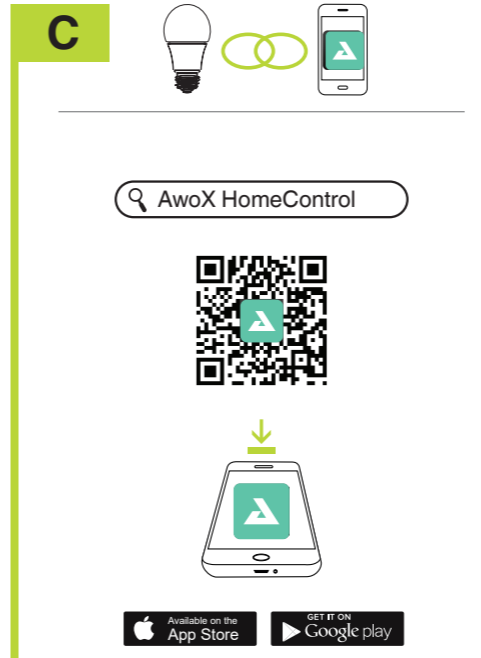 C
AwoX HomeControl
Available on the
App Store
GET IT ON
Google play